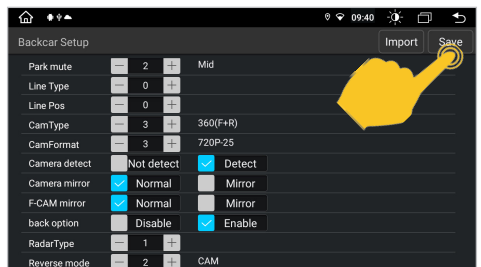 09:40
Backcar Setup Import Save
Park mute − 2 + Mid
Line Type − 0 +
Line Pos − 0 +
CamType − 3 + 360(F+R)
CamFormat − 3 + 720P-25
Camera detect Not detect Detect
Camera mirror Normal Mirror
F-CAM mirror Normal Mirror
back option Disable Enable
RadarType − 1 +
Reverse mode − 2 + CAM